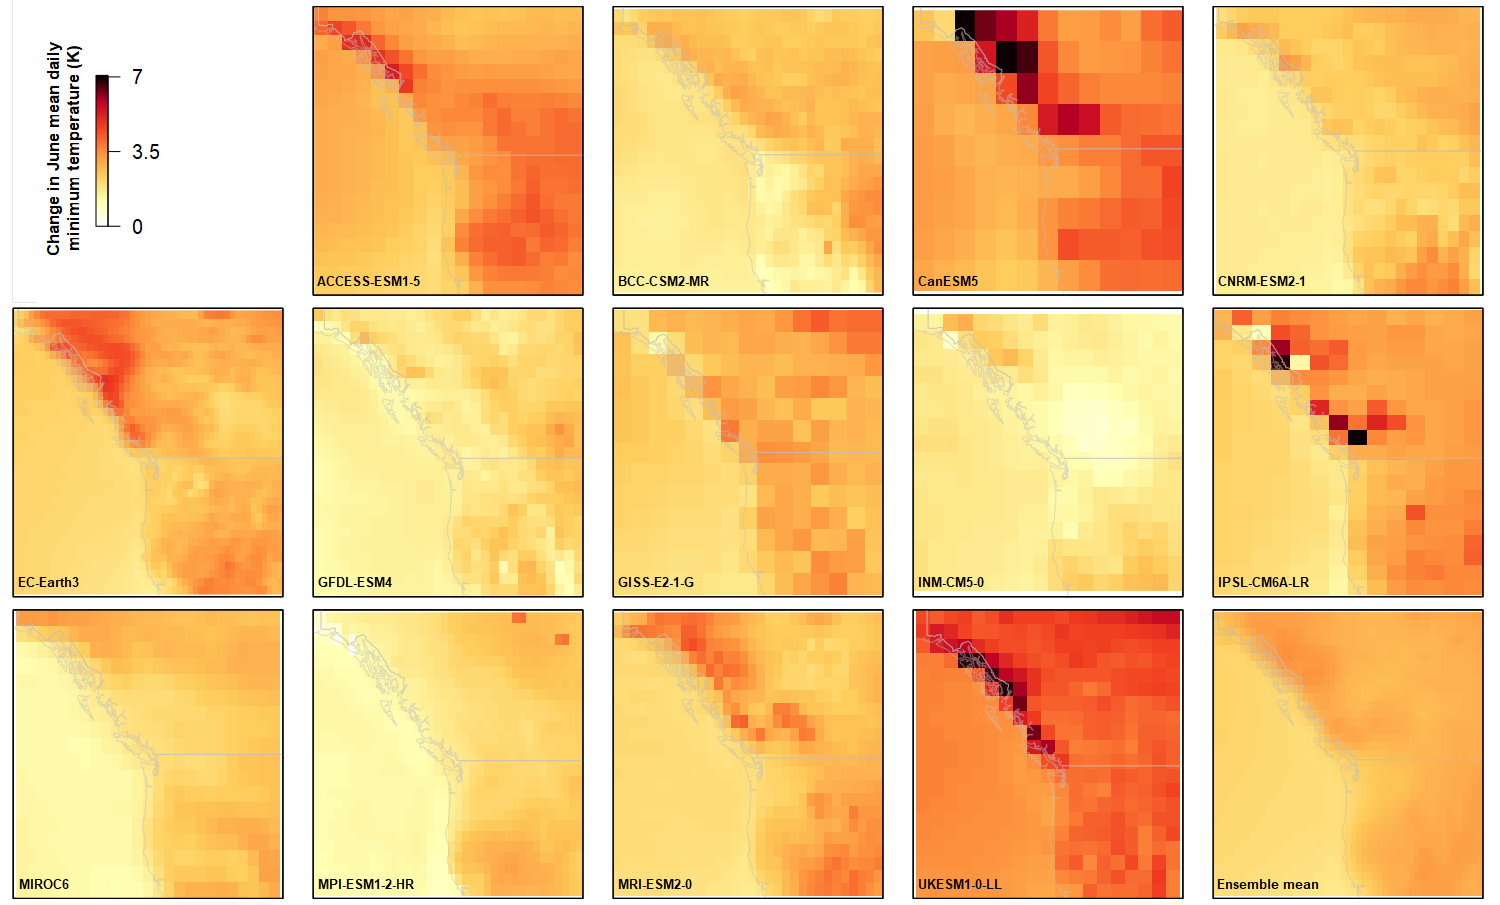 Change in June mean daily
minimum temperature (K)
7
3.5
0
ACCESS-ESM1-5
BCC-CSM2-MR
CanESM5
CNRM-ESM2-1
EC-Earth3
GFDL-ESM4
GISS-E2-1-G
INM-CM5-0
IPSL-CM6A-LR
MIROC6
MPI-ESM1-2-HR
MRI-ESM2-0
UKESM1-0-LL
Ensemble mean